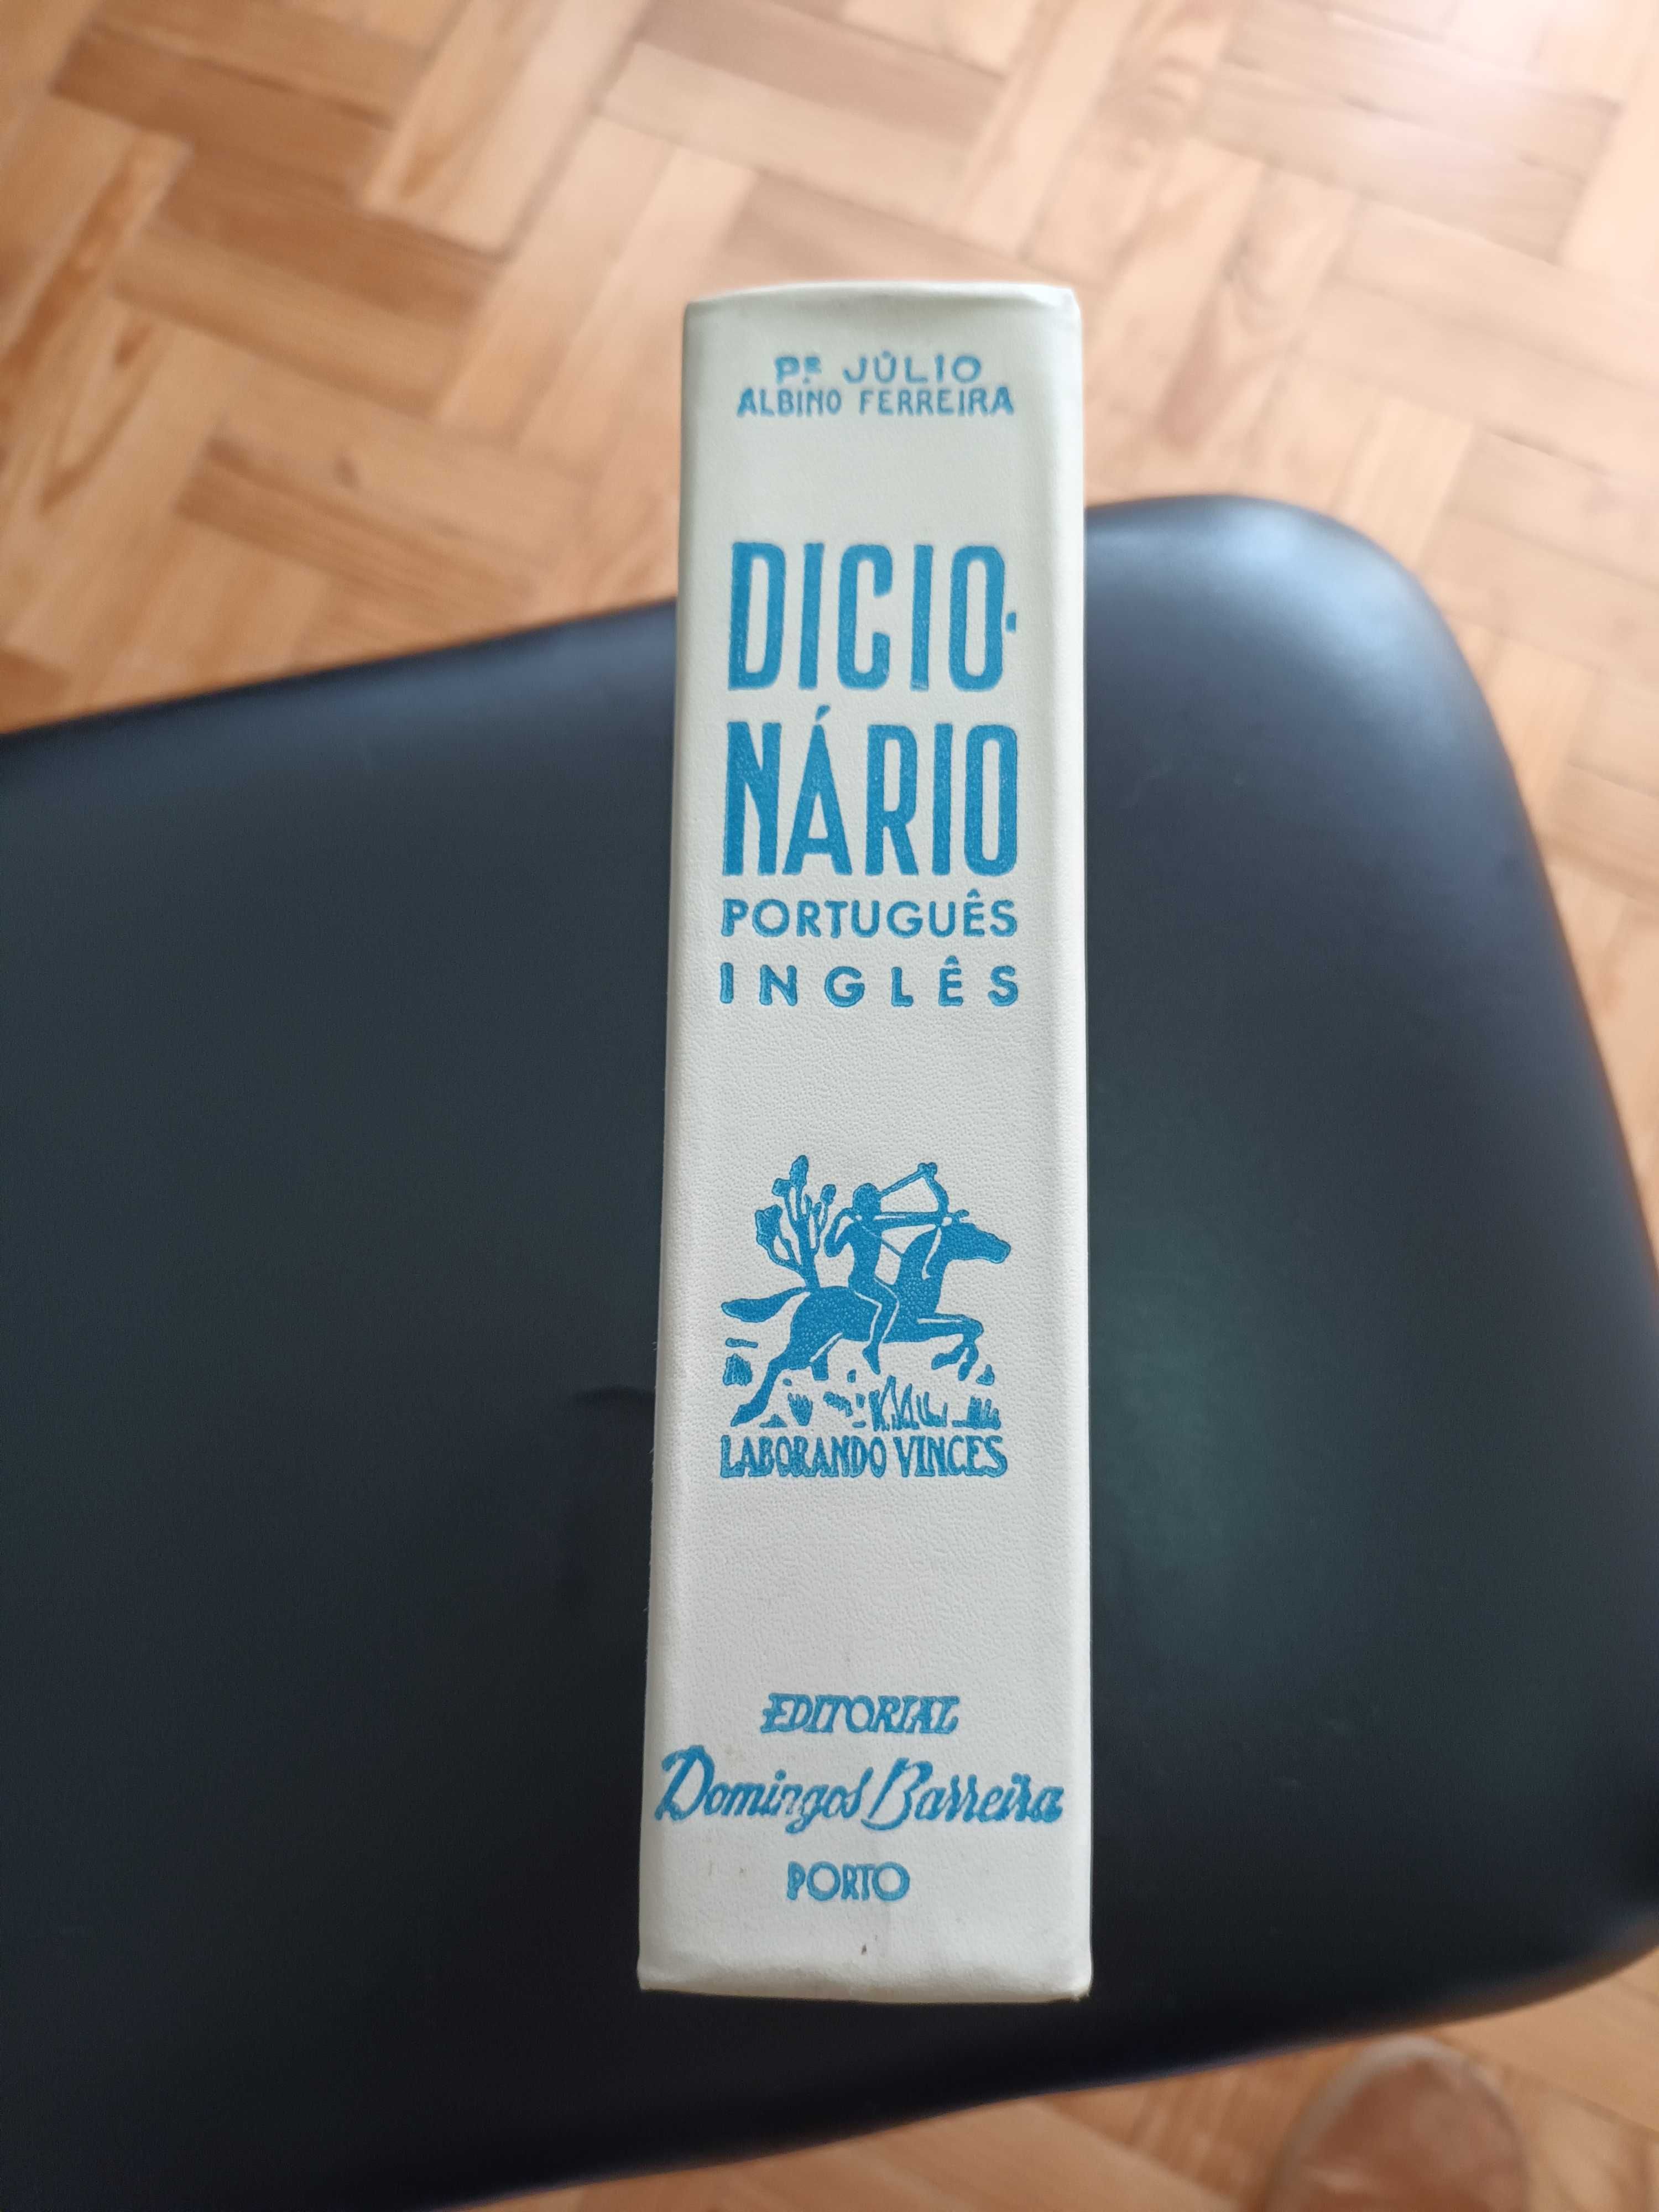 Pᴱ JÚLIO
ALBINO FERREIRA
DICIO-
NÁRIO
PORTUGUÊS
INGLÊS
LABORANDO VINCES
EDITORIAL
Domingos Barreira
PORTO